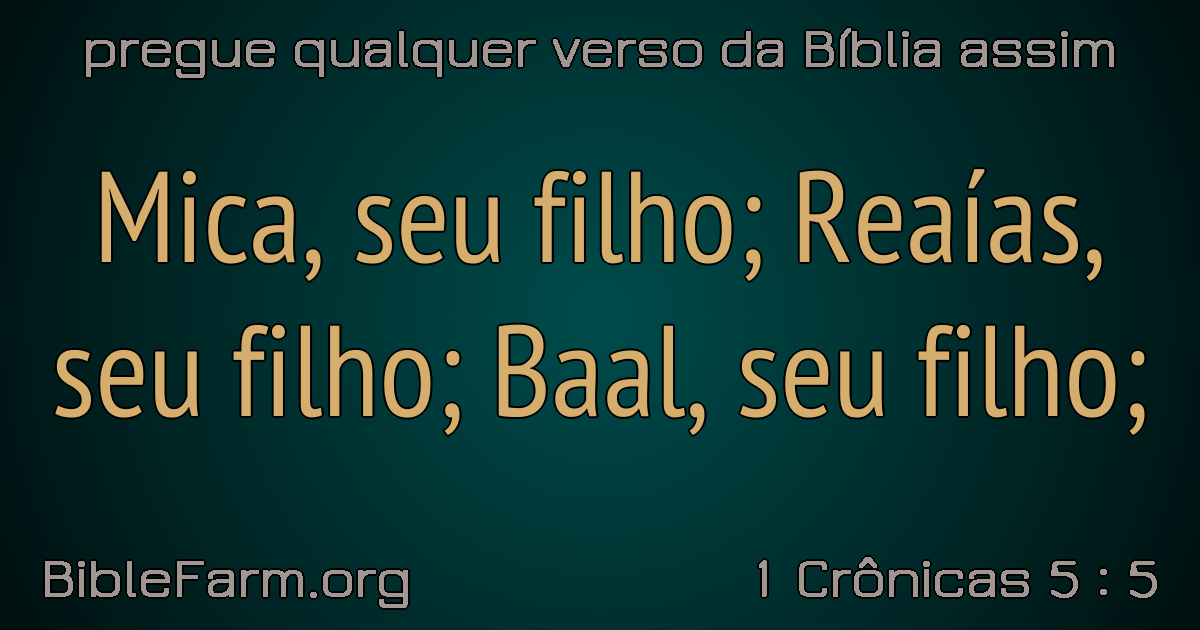 pregue qualquer verso da Bíblia assim
Mica, seu filho; Reaías,
seu filho; Baal, seu filho;
BibleFarm.org
1 Crônicas 5 : 5